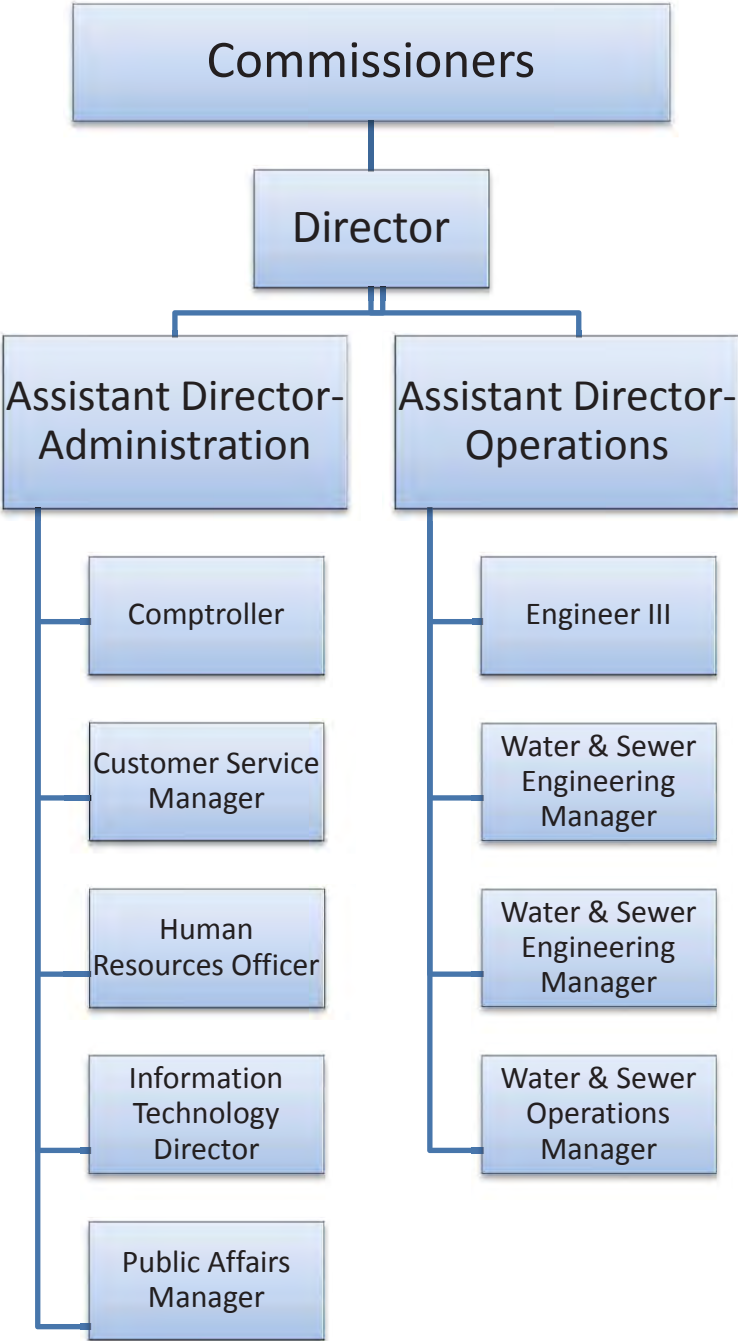 Commissioners
Director
Assistant Director-
Administration
Comptroller
Customer Service
Manager
Human
Resources Officer
Information
Technology
Director
Public Affairs
Manager
Assistant Director-
Operations
Engineer III
Water & Sewer
Engineering
Manager
Water & Sewer
Engineering
Manager
Water & Sewer
Operations
Manager